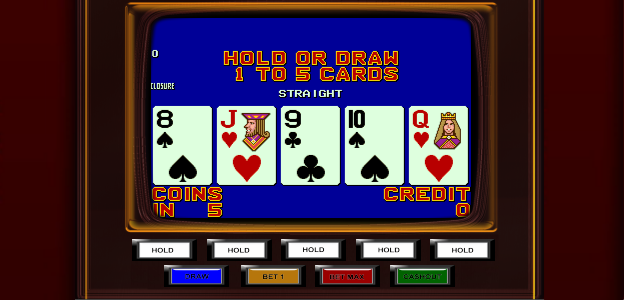 0
HOLD OR DRAW
1 TO 5 CARDS
CLOSURE
STRAIGHT
8 J 9 10 Q
COINS CREDIT
IN 5 0
HOLD HOLD HOLD HOLD HOLD
DRAW BET 1 BET MAX CASHOUT